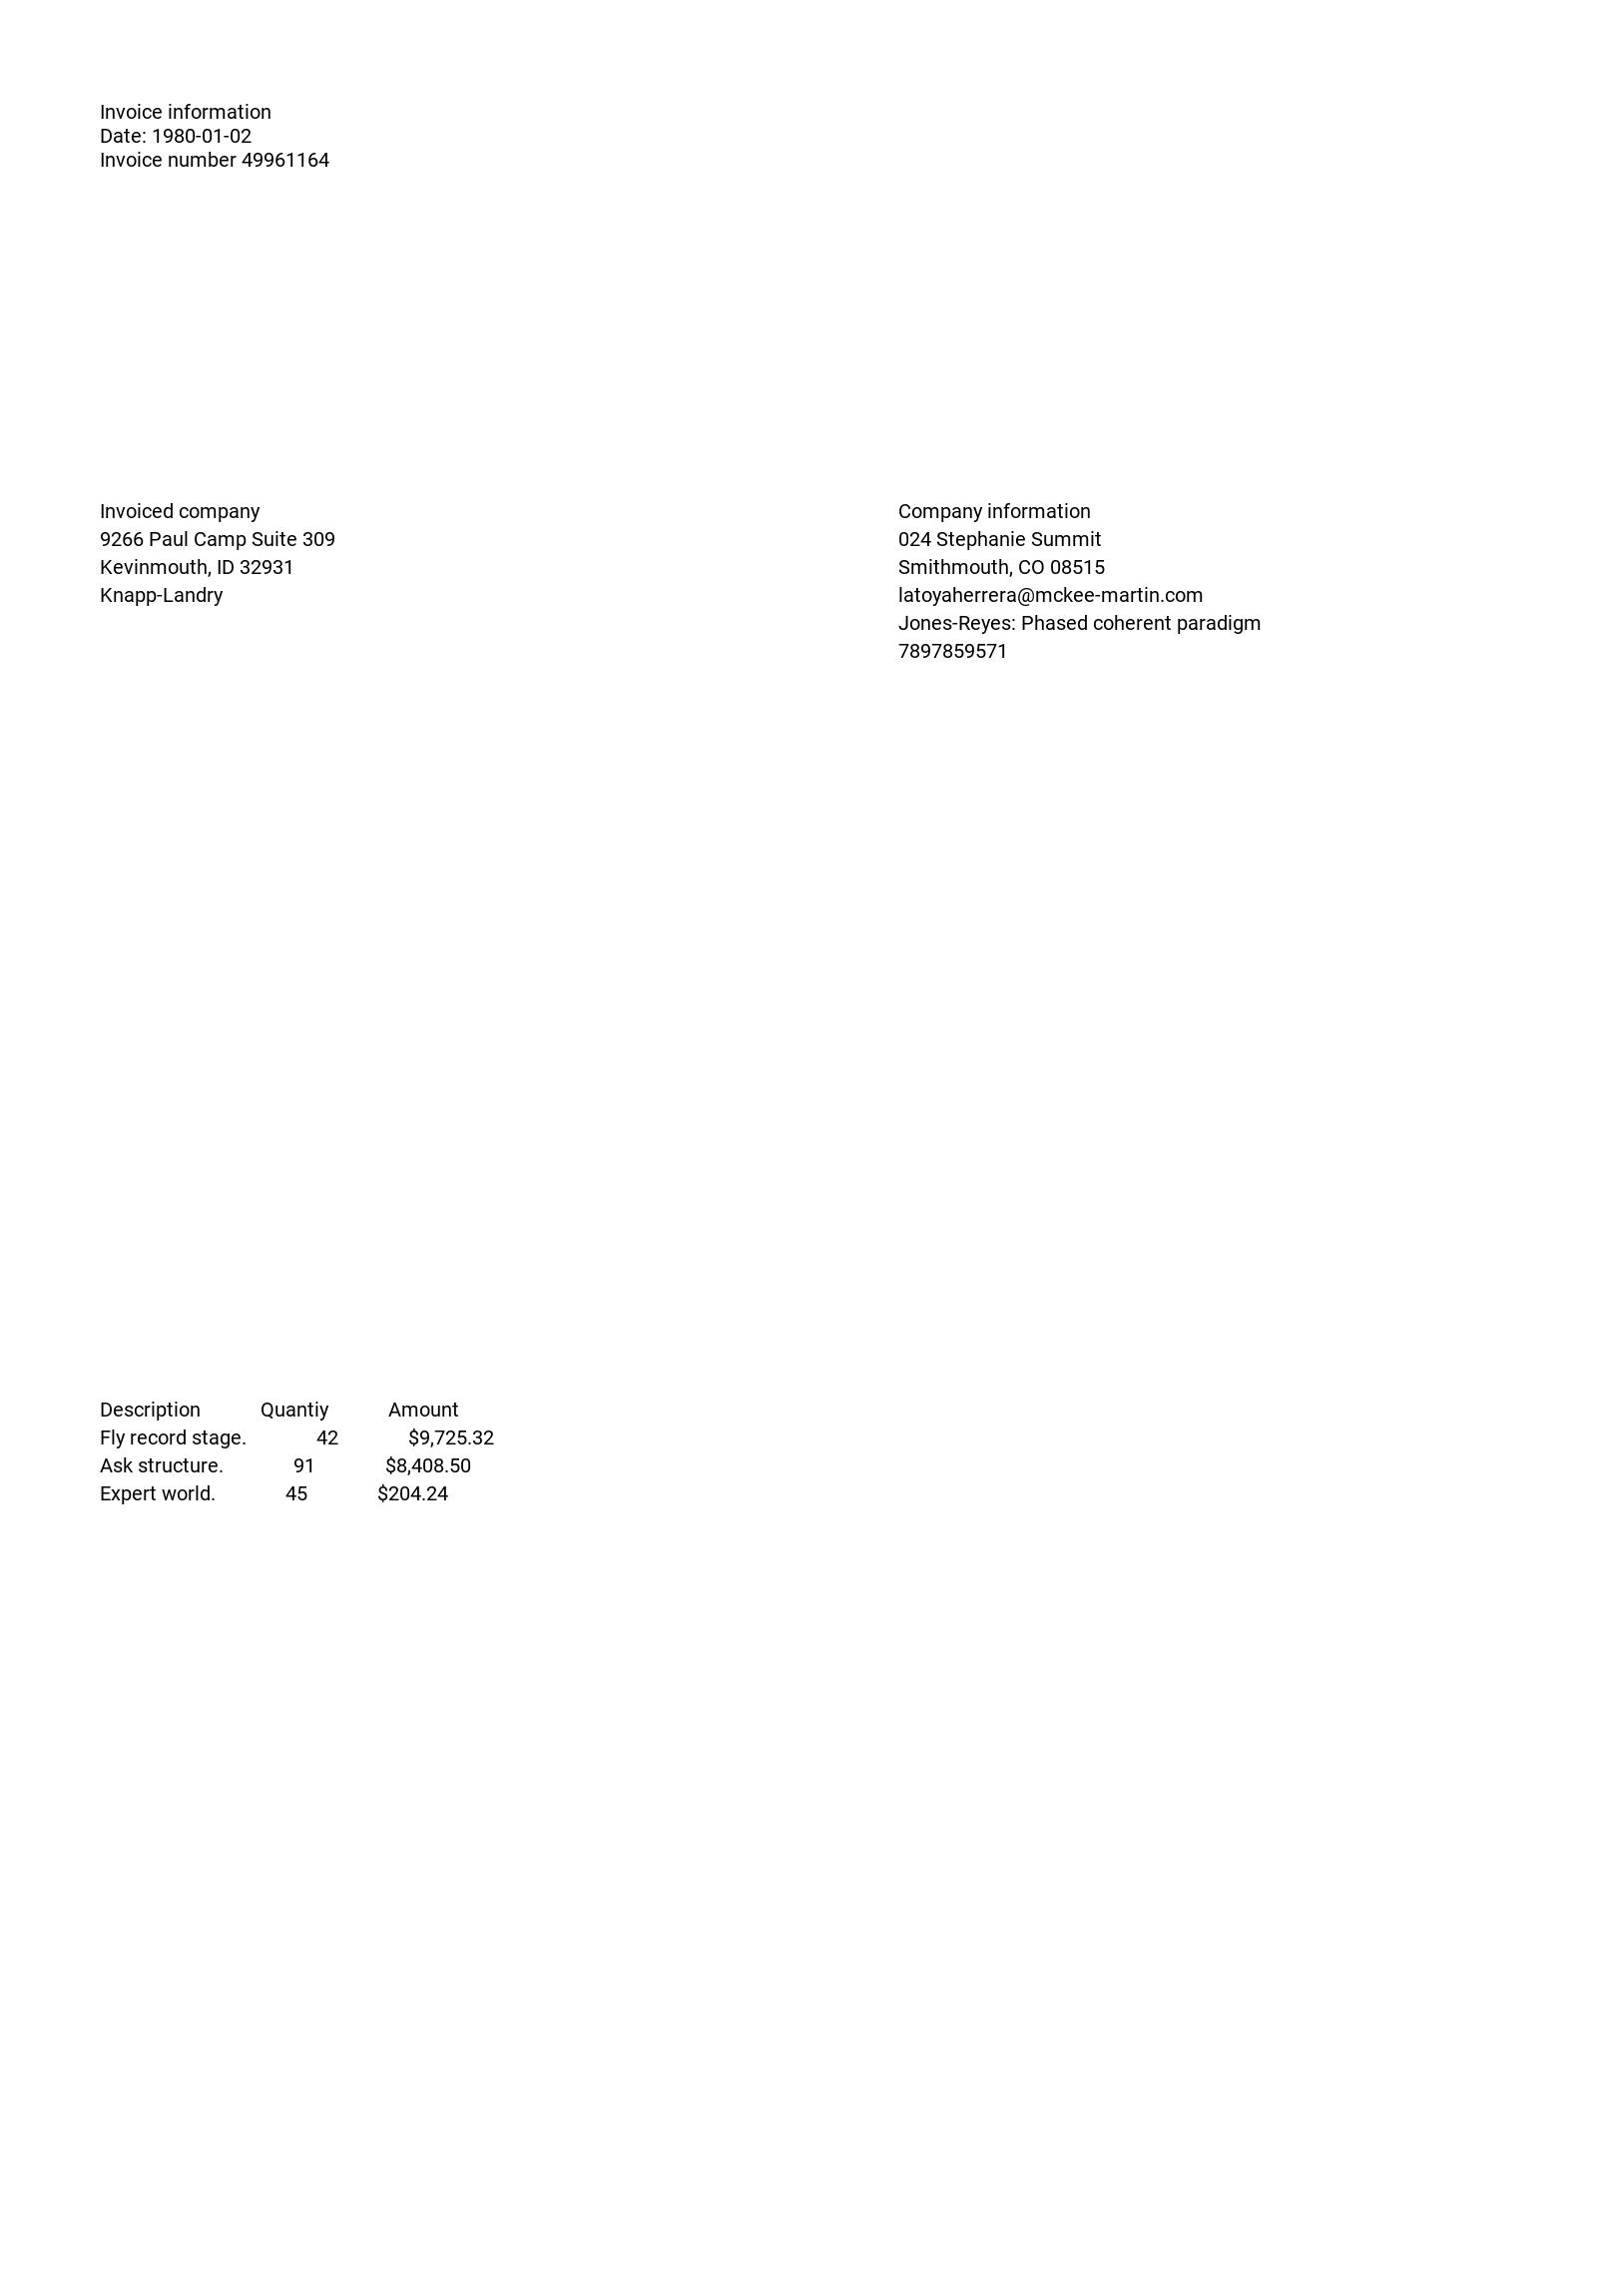 Invoice information
Date: 1980-01-02
Invoice number 49961164
Invoiced company
9266 Paul Camp Suite 309
Kevinmouth, ID 32931
Knapp-Landry
Company information
024 Stephanie Summit
Smithmouth, CO 08515
latoyaherrera@mckee-martin.com
Jones-Reyes: Phased coherent paradigm
7897859571
Description Quantiy Amount
Fly record stage. 42 $9,725.32
Ask structure. 91 $8,408.50
Expert world. 45 $204.24